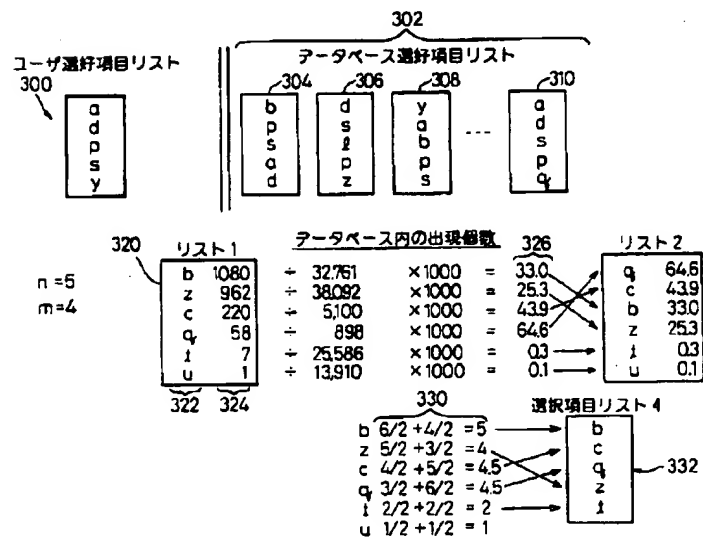 302
ユーザ選好項目リスト
データベース選好項目リスト
300
304
306
308
310
a
d
p
s
y
b
p
s
a
d
d
s
ℓ
p
z
y
a
b
p
s
---
a
d
s
p
q
320
リスト1
データベース内の出現個数
326
リスト2
n=5
m=4
b 1080 ÷ 32,761 ×1000 = 33.0
z 962 ÷ 38,092 ×1000 = 25.3
c 220 ÷ 5,100 ×1000 = 43.9
q 58 ÷ 898 ×1000 = 64.6
t 7 ÷ 25,586 ×1000 = 0.3
u 1 ÷ 13,910 ×1000 = 0.1
q 64.6
c 43.9
b 33.0
z 25.3
t 0.3
u 0.1
322
324
330
選択項目リスト4
b 6/2 +4/2 = 5
z 5/2 +3/2 = 4
c 4/2 +5/2 = 4.5
q 3/2 +6/2 = 4.5
t 2/2 +2/2 = 2
u 1/2 +1/2 = 1
b
c
q
z
t
332